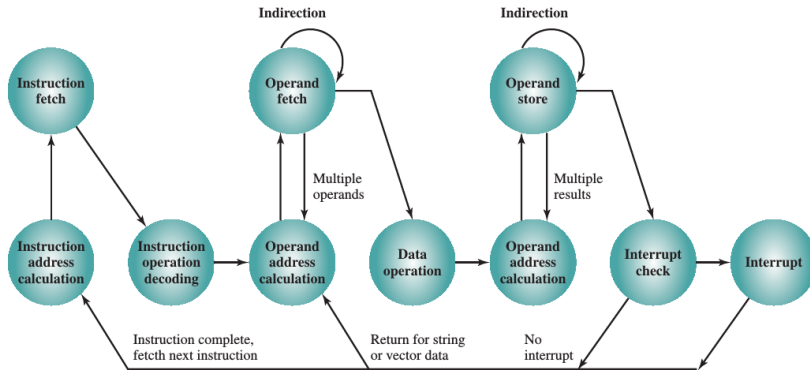 Indirection
Indirection
Instruction
fetch
Operand
fetch
Operand
store
Multiple
operands
Multiple
results
Instruction
address
calculation
Instruction
operation
decoding
Operand
address
calculation
Data
operation
Operand
address
calculation
Interrupt
check
Interrupt
Instruction complete,
fetcth next instruction
Return for string
or vector data
No
interrupt